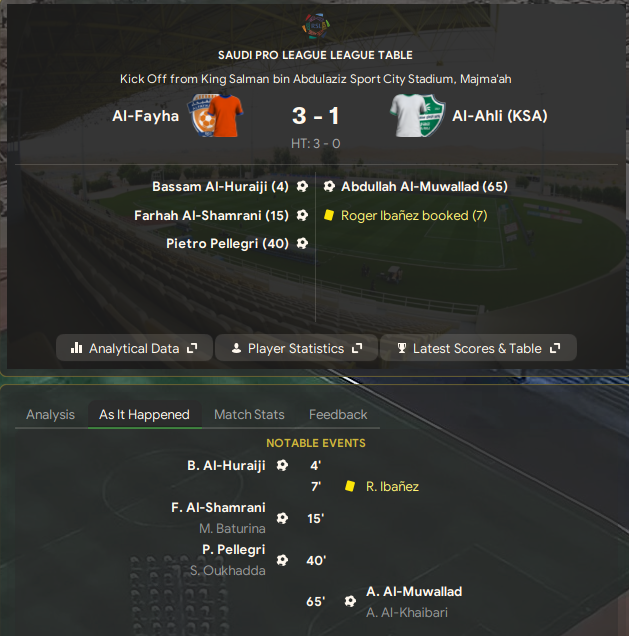 SAUDI PRO LEAGUE LEAGUE TABLE
Kick Off from King Salman bin Abdulaziz Sport City Stadium, Majma'ah
Al-Fayha 3 - 1 Al-Ahli (KSA)
HT: 3 - 0
Bassam Al-Huraiji (4) Abdullah Al-Muwallad (65)
Farhah Al-Shamrani (15) Roger Ibañez booked (7)
Pietro Pellegri (40)
Analytical Data Player Statistics Latest Scores & Table
Analysis As It Happened Match Stats Feedback
NOTABLE EVENTS
B. Al-Huraiji 4'
7' R. Ibañez
F. Al-Shamrani
M. Baturina 15'
P. Pellegri
S. Oukhadda 40'
65' A. Al-Muwallad
A. Al-Khaibari